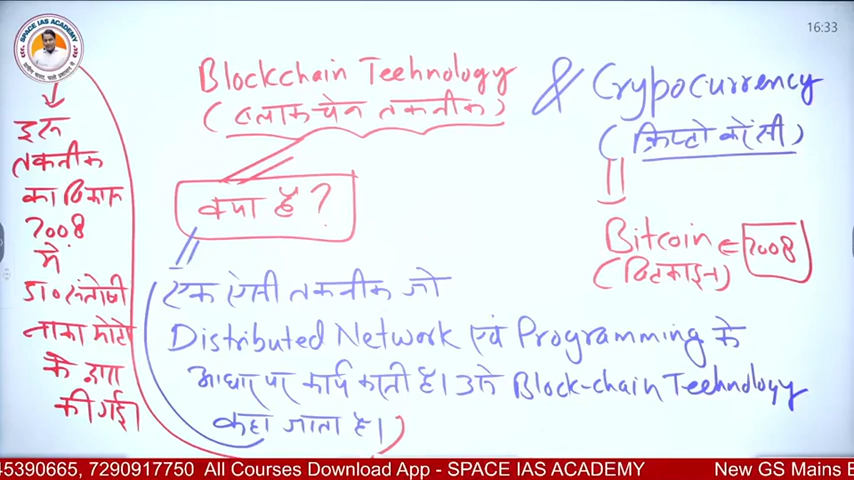 SPACE IAS ACADEMY
16:33
Blockchain Technology & Crypocurrency
(ब्लाक चेन तकनीक)
(क्रिप्टो करेंसी)
क्या है?
Bitcoin
2008
(बिटकाइन)
एक ऐसी तकनीक जो
Distributed Network एवं Programming के
आधार पर कार्य करती है। उसे Block-chain Technology
कहा जाता है।
इस
तकनीक
का विकास
2008
में
डा० संतोषी
नाका मोटो
के द्वारा
की गई।
45390665, 7290917750 All Courses Download App - SPACE IAS ACADEMY
New GS Mains